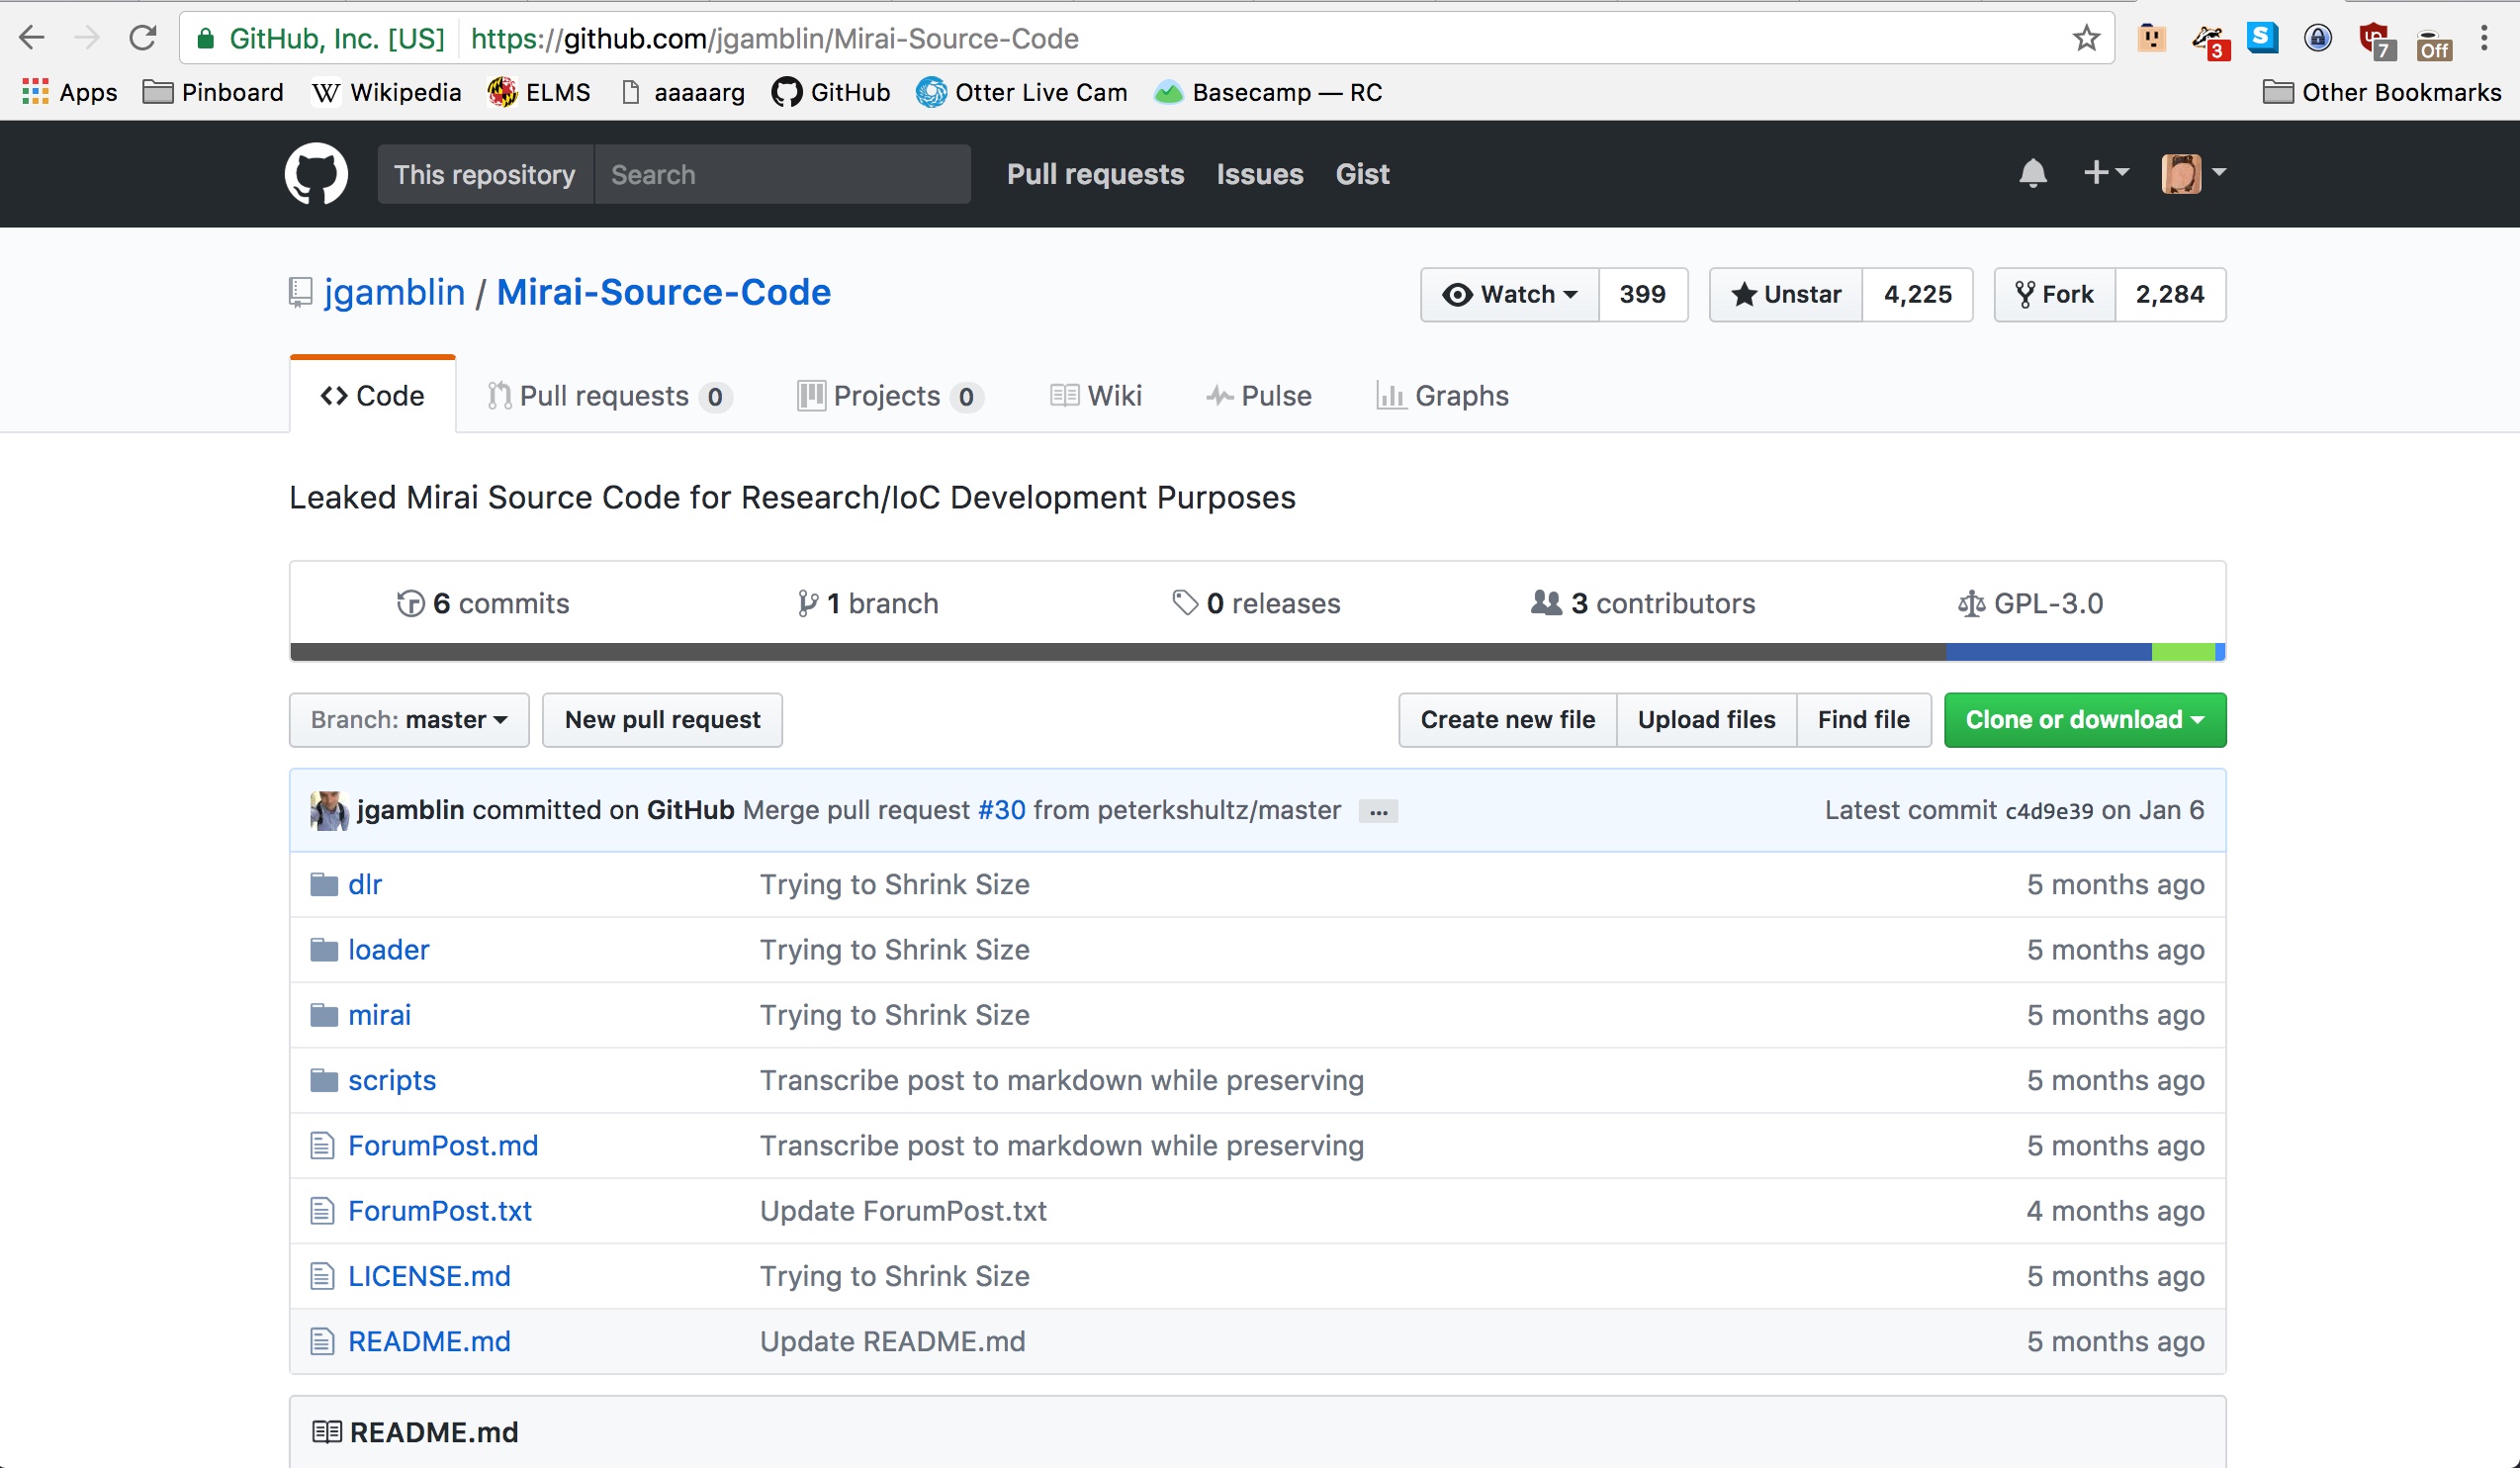 GitHub, Inc. [US] https://github.com/jgamblin/Mirai-Source-Code 3 S 7 Off
Apps Pinboard W Wikipedia ELMS aaaaarg GitHub Otter Live Cam Basecamp — RC Other Bookmarks
This repository Search Pull requests Issues Gist
jgamblin / Mirai-Source-Code Watch 399 Unstar 4,225 Fork 2,284
Code Pull requests 0 Projects 0 Wiki Pulse Graphs
Leaked Mirai Source Code for Research/IoC Development Purposes
6 commits 1 branch 0 releases 3 contributors GPL-3.0
Branch: master New pull request Create new file Upload files Find file Clone or download
jgamblin committed on GitHub Merge pull request #30 from peterkshultz/master ... Latest commit c4d9e39 on Jan 6
dlr Trying to Shrink Size 5 months ago
loader Trying to Shrink Size 5 months ago
mirai Trying to Shrink Size 5 months ago
scripts Transcribe post to markdown while preserving 5 months ago
ForumPost.md Transcribe post to markdown while preserving 5 months ago
ForumPost.txt Update ForumPost.txt 4 months ago
LICENSE.md Trying to Shrink Size 5 months ago
README.md Update README.md 5 months ago
README.md